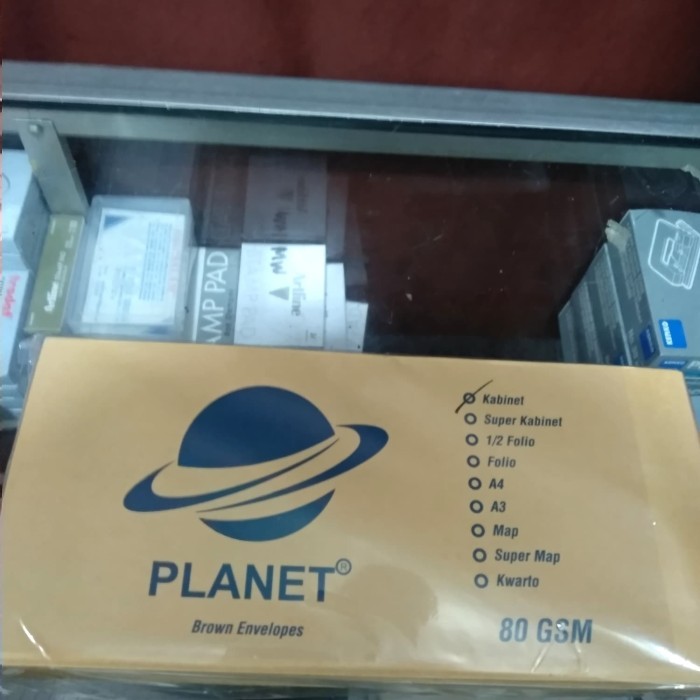 AMP PAD
Artline
PLANET®
Brown Envelopes
Kabinet
Super Kabinet
1/2 Folio
Folio
A4
A3
Map
Super Map
Kwarto
80 GSM